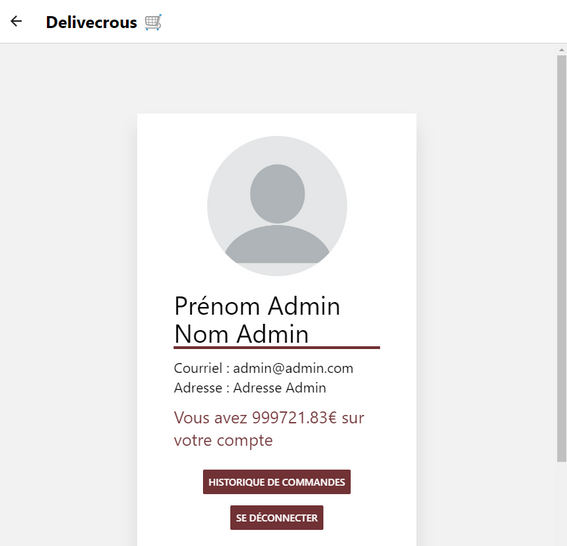 Delivecrous
Prénom Admin
Nom Admin
Courriel : admin@admin.com
Adresse : Adresse Admin
Vous avez 999721.83€ sur
votre compte
HISTORIQUE DE COMMANDES
SE DÉCONNECTER